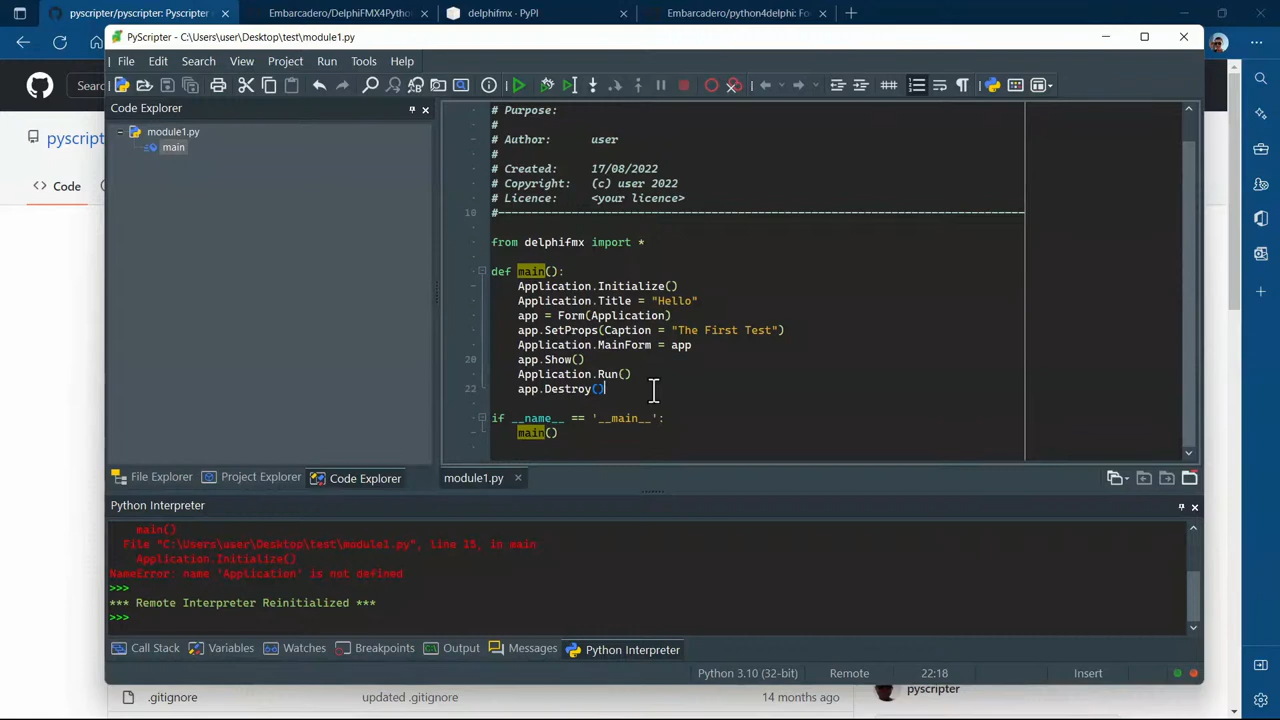 pyscripter/pyscripter: Pyscripter
Embarcadero/DelphiFMX4Python
delphifmx · PyPI
Embarcadero/python4delphi: Fo
PyScripter - C:\Users\user\Desktop\test\module1.py
File Edit Search View Project Run Tools Help
Sear
Code Explorer
module1.py
main
pyscripte
Code
# Purpose:
#
# Author: user
#
# Created: 17/08/2022
# Copyright: (c) user 2022
# Licence: <your licence>
10 #-------------------------------------------------------------------------------
from delphifmx import *
def main():
Application.Initialize()
Application.Title = "Hello"
app = Form(Application)
app.SetProps(Caption = "The First Test")
Application.MainForm = app
20 app.Show()
Application.Run()
22 app.Destroy()
if __name__ == '__main__':
main()
File Explorer Project Explorer Code Explorer
module1.py
Python Interpreter
main()
File "C:\Users\user\Desktop\test\module1.py", line 15, in main
Application.Initialize()
NameError: name 'Application' is not defined
>>>
*** Remote Interpreter Reinitialized ***
>>>
Call Stack Variables Watches Breakpoints Output Messages Python Interpreter
Python 3.10 (32-bit) Remote 22:18 Insert
.gitignore updated .gitignore 14 months ago
pyscripter